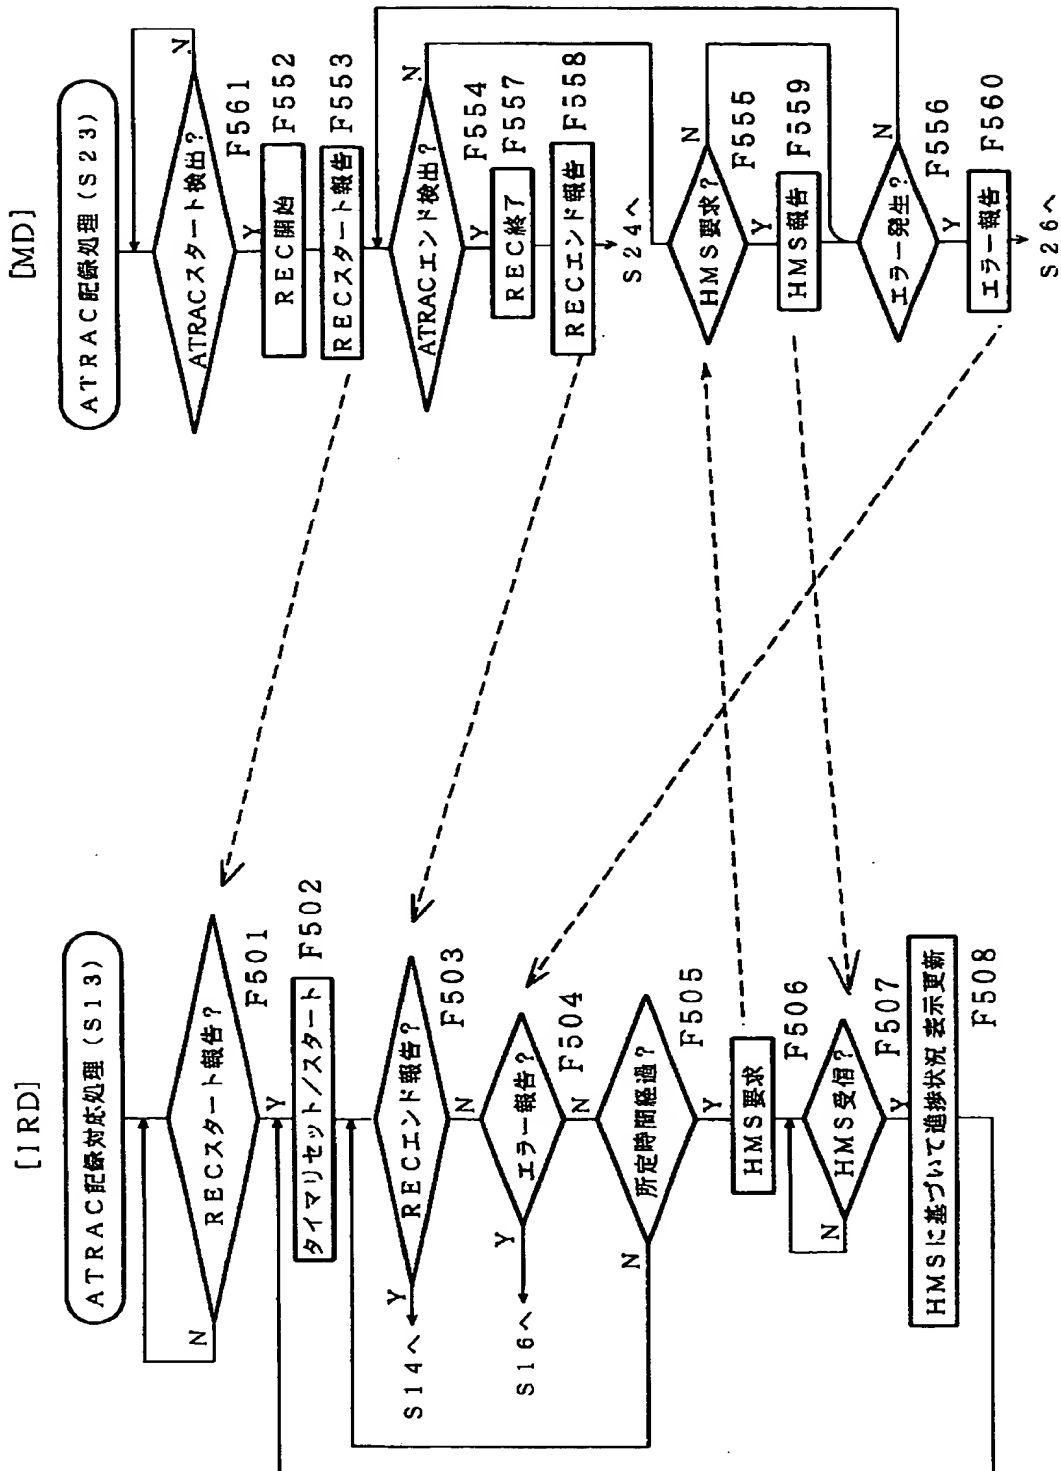 [IRD]
ATRAC記録対応処理(S13)
RECスタート報告?
N
Y
F501
タイマリセット/スタート
F502
RECエンド報告?
Y
S14へ
N
F503
エラー報告?
Y
S16へ
N
F504
所定時間経過?
N
Y
F505
HMS要求
F506
HMS受信?
N
Y
F507
HMSに基づいて進捗状況 表示更新
F508
[MD]
ATRAC記録処理(S23)
ATRACスタート検出?
N
Y
F561
REC開始
F552
RECスタート報告
F553
ATRACエンド検出?
N
Y
F554
REC終了
F557
RECエンド報告
F558
S24へ
HMS要求?
N
Y
F555
HMS報告
F559
エラー発生?
N
Y
F556
エラー報告
F560
S26へ